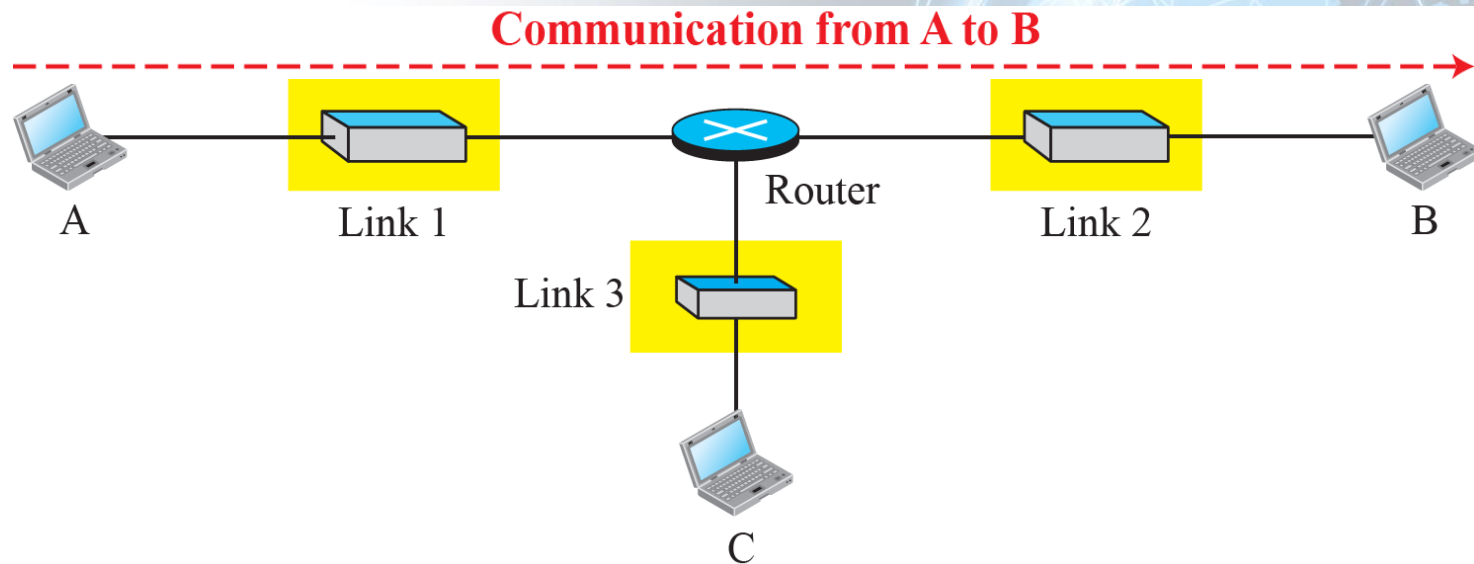 Communication from A to B
A
Link 1
Router
Link 2
B
Link 3
C